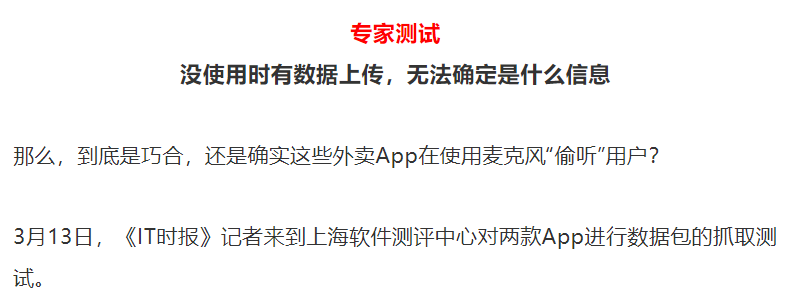 专家测试
没使用时有数据上传，无法确定是什么信息
那么，到底是巧合，还是确实这些外卖App在使用麦克风“偷听”用户？
3月13日，《IT时报》记者来到上海软件测评中心对两款App进行数据包的抓取测
试。